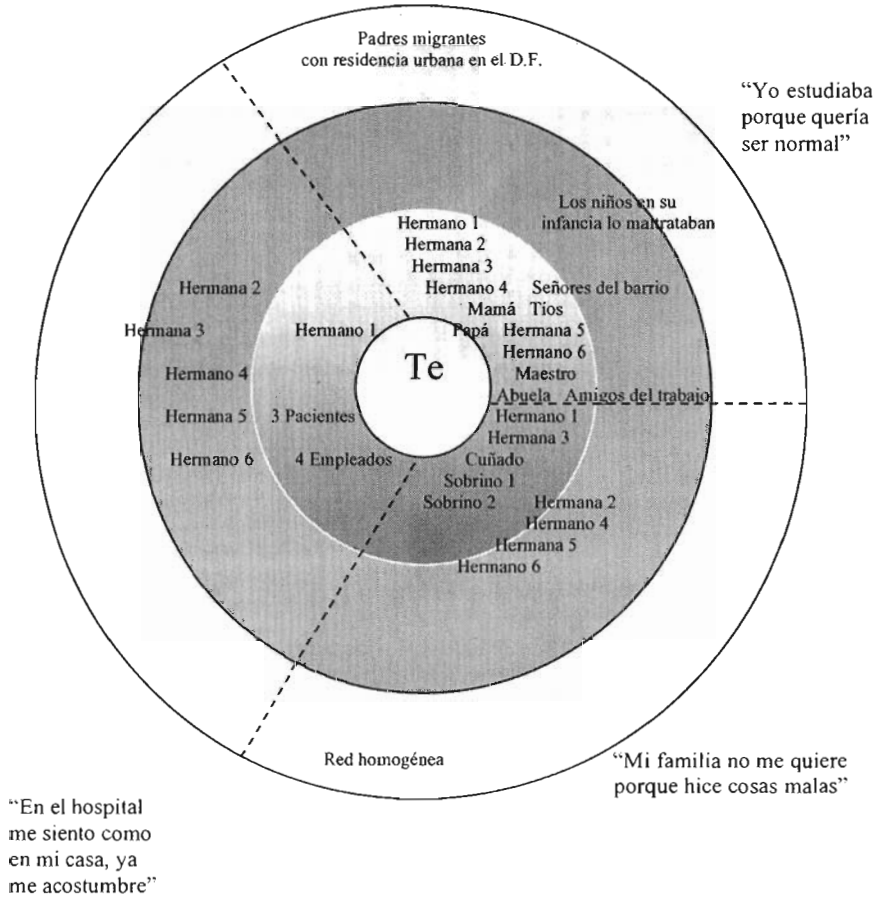 Padres migrantes
con residencia urbana en el D.F.
“Yo estudiaba
porque quería
ser normal”
Los niños en su
infancia lo maltrataban
Hermano 1
Hermana 2
Hermana 3
Hermano 4
Señores del barrio
Mamá Tíos
Papá Hermana 5
Hermano 6
Maestro
Abuela Amigos del trabajo
Hermana 2
Hermana 3
Hermano 1
Hermano 4
Hermana 5
3 Pacientes
Hermano 6
4 Empleados
Te
Hermano 1
Hermana 3
Cuñado
Sobrino 1
Sobrino 2
Hermana 2
Hermano 4
Hermana 5
Hermano 6
Red homogénea
“Mi familia no me quiere
porque hice cosas malas”
“En el hospital
me siento como
en mi casa, ya
me acostumbre”